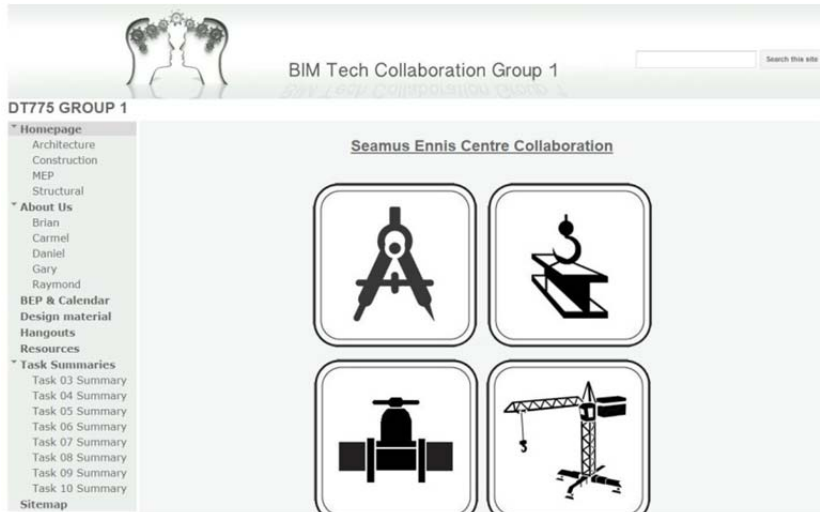 BIM Tech Collaboration Group 1
Search this site
DT775 GROUP 1
Homepage
Architecture
Construction
MEP
Structural
About Us
Brian
Carmel
Daniel
Gary
Raymond
BEP & Calendar
Design material
Hangouts
Resources
Task Summaries
Task 03 Summary
Task 04 Summary
Task 05 Summary
Task 06 Summary
Task 07 Summary
Task 08 Summary
Task 09 Summary
Task 10 Summary
Sitemap
Seamus Ennis Centre Collaboration